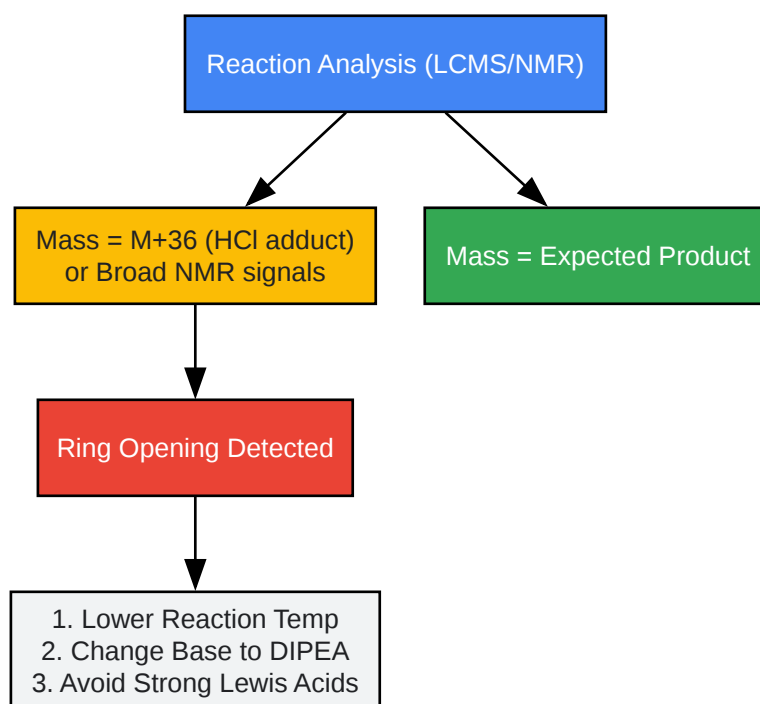 Reaction Analysis (LCMS/NMR)
Mass = M+36 (HCl adduct)
or Broad NMR signals
Mass = Expected Product
Ring Opening Detected
1. Lower Reaction Temp
2. Change Base to DIPEA
3. Avoid Strong Lewis Acids